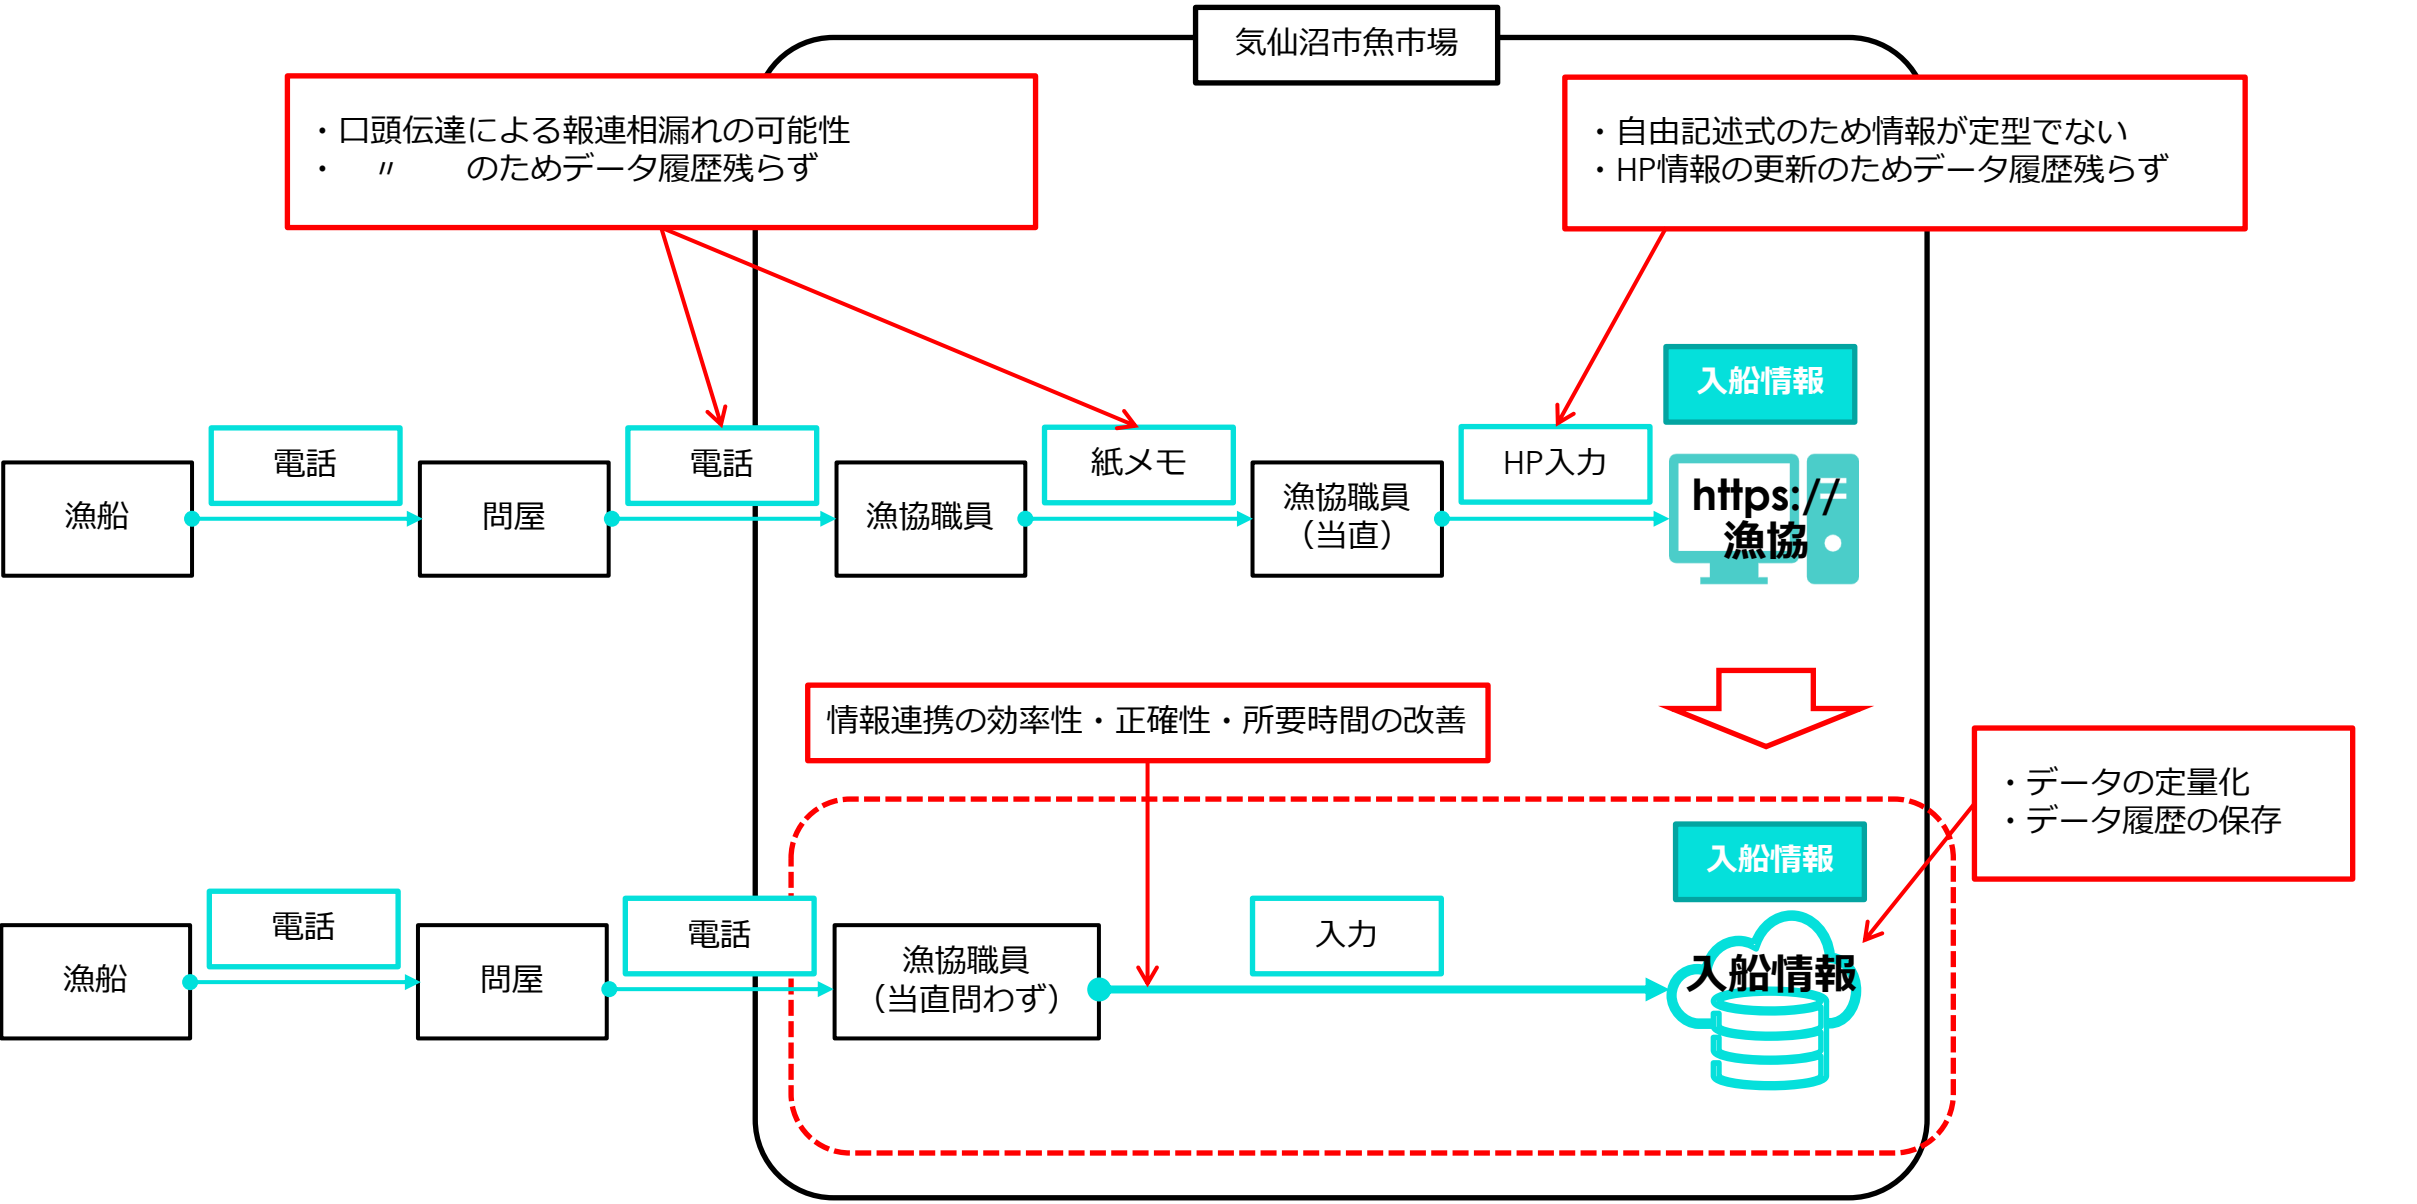 気仙沼市魚市場
・口頭伝達による報連相漏れの可能性
・　〃　　のためデータ履歴残らず
・自由記述式のため情報が定型でない
・HP情報の更新のためデータ履歴残らず
入船情報
電話
電話
紙メモ
HP入力
漁船
問屋
漁協職員
漁協職員
（当直）
https://
漁協
情報連携の効率性・正確性・所要時間の改善
・データの定量化
・データ履歴の保存
入船情報
電話
電話
入力
漁船
問屋
漁協職員
（当直問わず）
入船情報